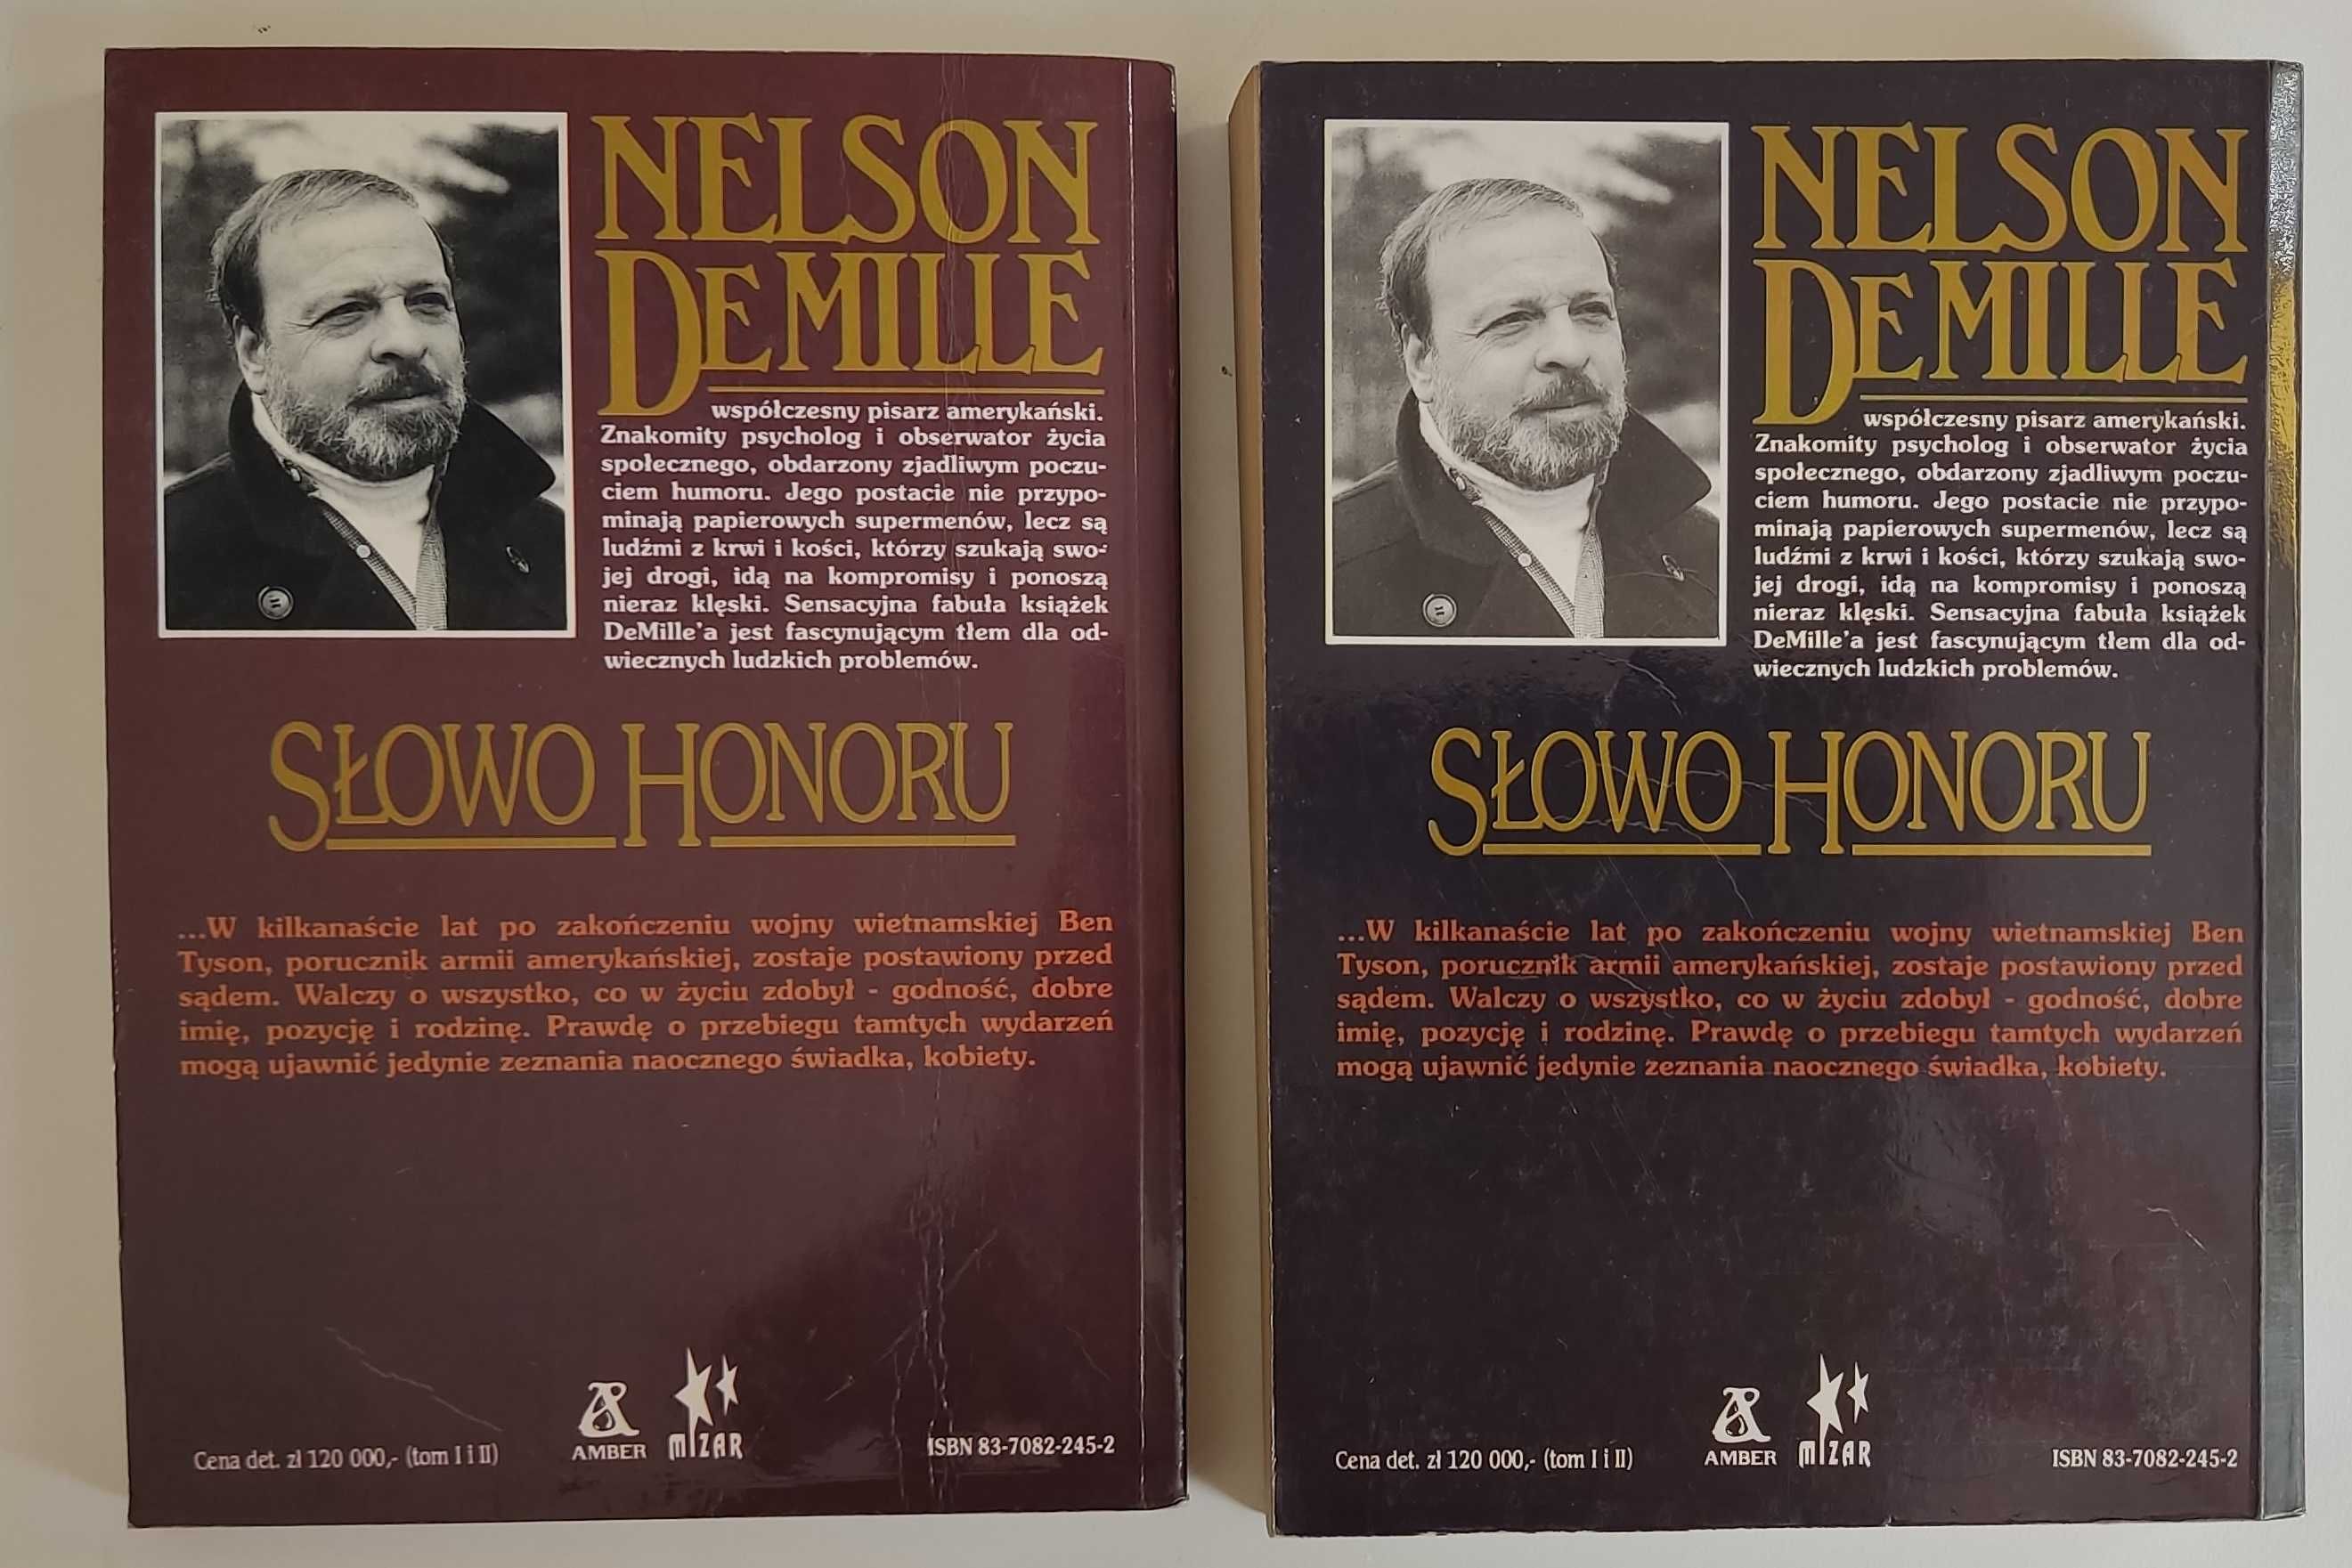 NELSON
DEMILLE
współczesny pisarz amerykański.
Znakomity psycholog i obserwator życia
społecznego, obdarzony zjadliwym poczu-
ciem humoru. Jego postacie nie przypo-
minają papierowych supermenów, lecz są
ludźmi z krwi i kości, którzy szukają swo-
jej drogi, idą na kompromisy i ponoszą
nieraz klęski. Sensacyjna fabuła książek
DeMille'a jest fascynującym tłem dla od-
wiecznych ludzkich problemów.
SŁOWO HONORU
...W kilkanaście lat po zakończeniu wojny wietnamskiej Ben
Tyson, porucznik armii amerykańskiej, zostaje postawiony przed
sądem. Walczy o wszystko, co w życiu zdobył - godność, dobre
imię, pozycję i rodzinę. Prawdę o przebiegu tamtych wydarzeń
mogą ujawnić jedynie zeznania naocznego świadka, kobiety.
Cena det. zł 120 000,- (tom I i II)
AMBER
MIZAR
ISBN 83-7082-245-2
NELSON
DEMILLE
współczesny pisarz amerykański.
Znakomity psycholog i obserwator życia
społecznego, obdarzony zjadliwym poczu-
ciem humoru. Jego postacie nie przypo-
minają papierowych supermenów, lecz są
ludźmi z krwi i kości, którzy szukają swo-
jej drogi, idą na kompromisy i ponoszą
nieraz klęski. Sensacyjna fabuła książek
DeMille'a jest fascynującym tłem dla od-
wiecznych ludzkich problemów.
SŁOWO HONORU
...W kilkanaście lat po zakończeniu wojny wietnamskiej Ben
Tyson, porucznik armii amerykańskiej, zostaje postawiony przed
sądem. Walczy o wszystko, co w życiu zdobył - godność, dobre
imię, pozycję i rodzinę. Prawdę o przebiegu tamtych wydarzeń
mogą ujawnić jedynie zeznania naocznego świadka, kobiety.
Cena det. zł 120 000,- (tom I i II)
AMBER
MIZAR
ISBN 83-7082-245-2